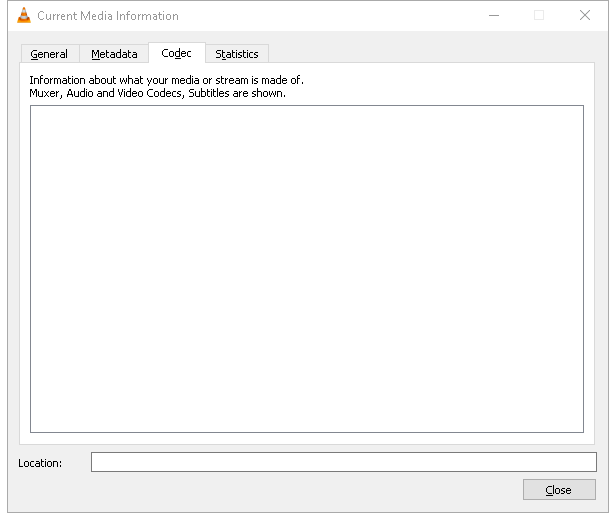 Current Media Information
General Metadata Codec Statistics
Information about what your media or stream is made of.
Muxer, Audio and Video Codecs, Subtitles are shown.
Location:
Close